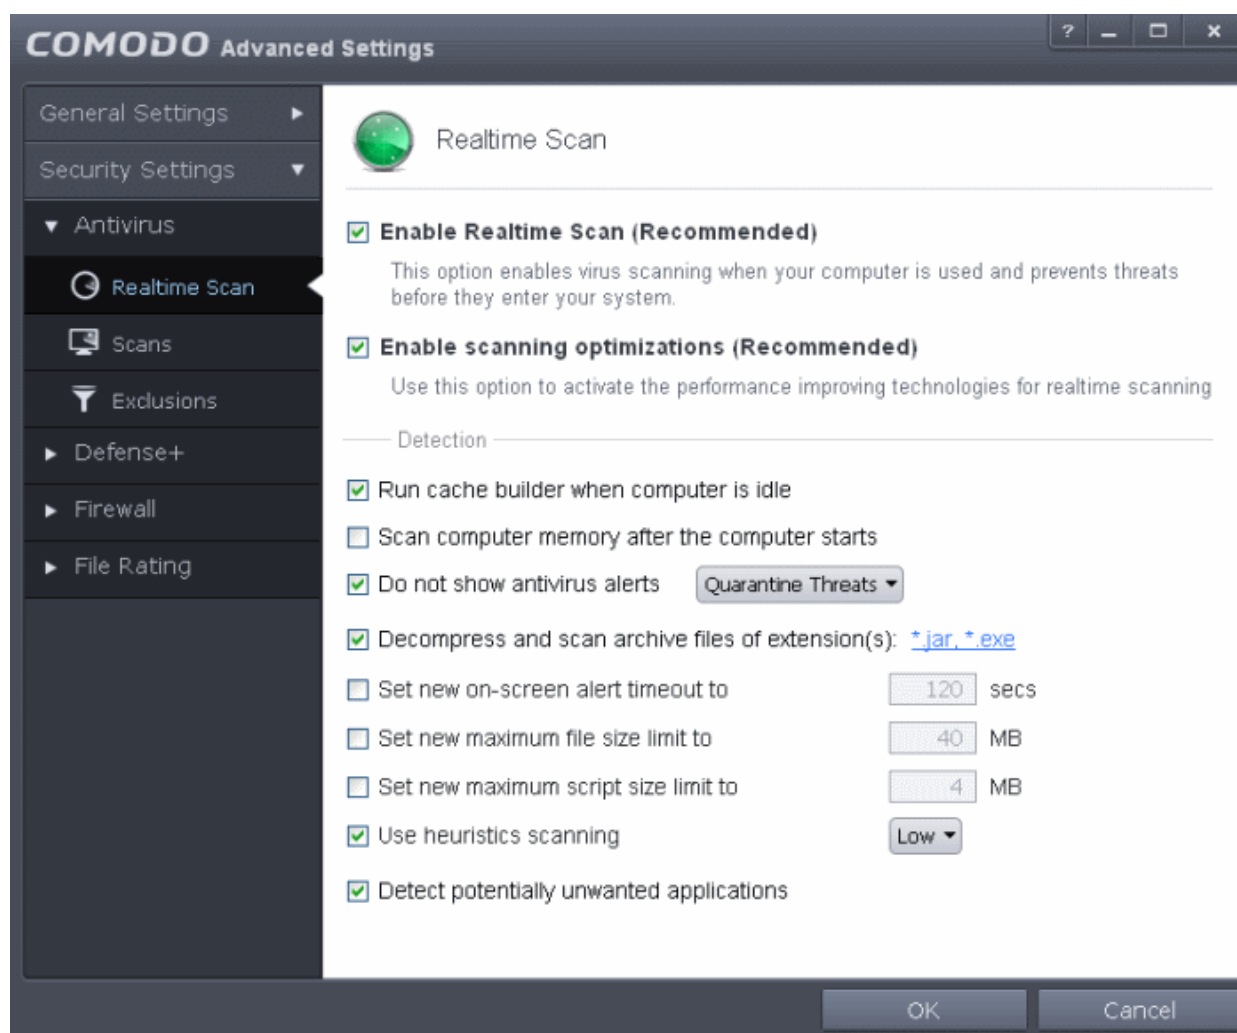 COMODO Advanced Settings
?
General Settings
Security Settings
Antivirus
Realtime Scan
Scans
Exclusions
Defense+
Firewall
File Rating
Realtime Scan
Enable Realtime Scan (Recommended)
This option enables virus scanning when your computer is used and prevents threats
before they enter your system.
Enable scanning optimizations (Recommended)
Use this option to activate the performance improving technologies for realtime scanning
Detection
Run cache builder when computer is idle
Scan computer memory after the computer starts
Do not show antivirus alerts Quarantine Threats
Decompress and scan archive files of extension(s): *.jar, *.exe
Set new on-screen alert timeout to 120 secs
Set new maximum file size limit to 40 MB
Set new maximum script size limit to 4 MB
Use heuristics scanning Low
Detect potentially unwanted applications
OK Cancel